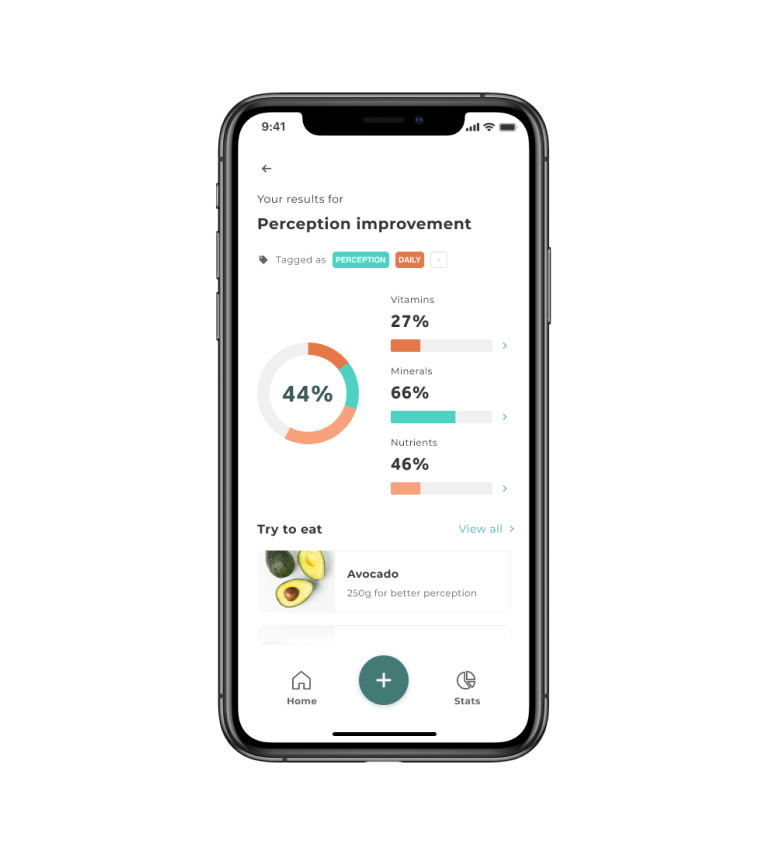 9:41
Your results for
Perception improvement
Tagged as PERCEPTION DAILY +
Vitamins
27%
44%
Minerals
66%
Nutrients
46%
Try to eat
View all
Avocado
250g for better perception
Home
Stats